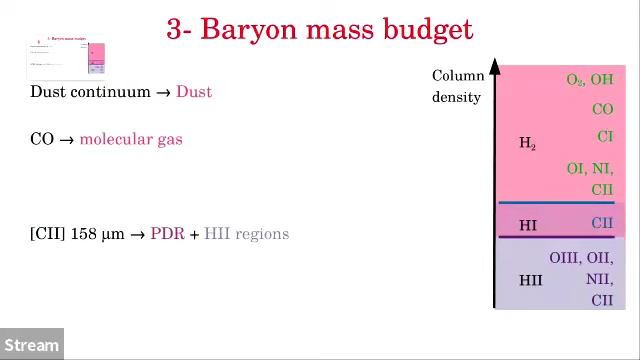 3- Baryon mass budget
Dust continuum → Dust
CO → molecular gas
[CII] 158 μm → PDR + HII regions
Column
density
O₂, OH
CO
CI
H₂
OI, NI,
CII
HI
CII
OIII, OII,
HII
NII,
CII
Stream